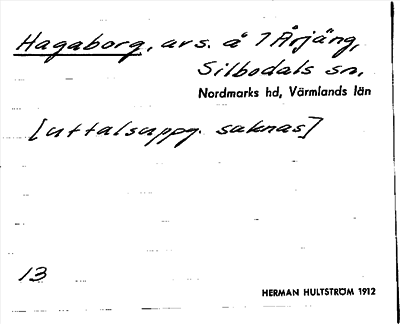 Hagaborg, avs. å 7 Årjäng,
Silbodals sn,
Nordmarks hd, Värmlands län
[uttalsuppg. saknas]
13
HERMAN HULTSTRÖM 1912